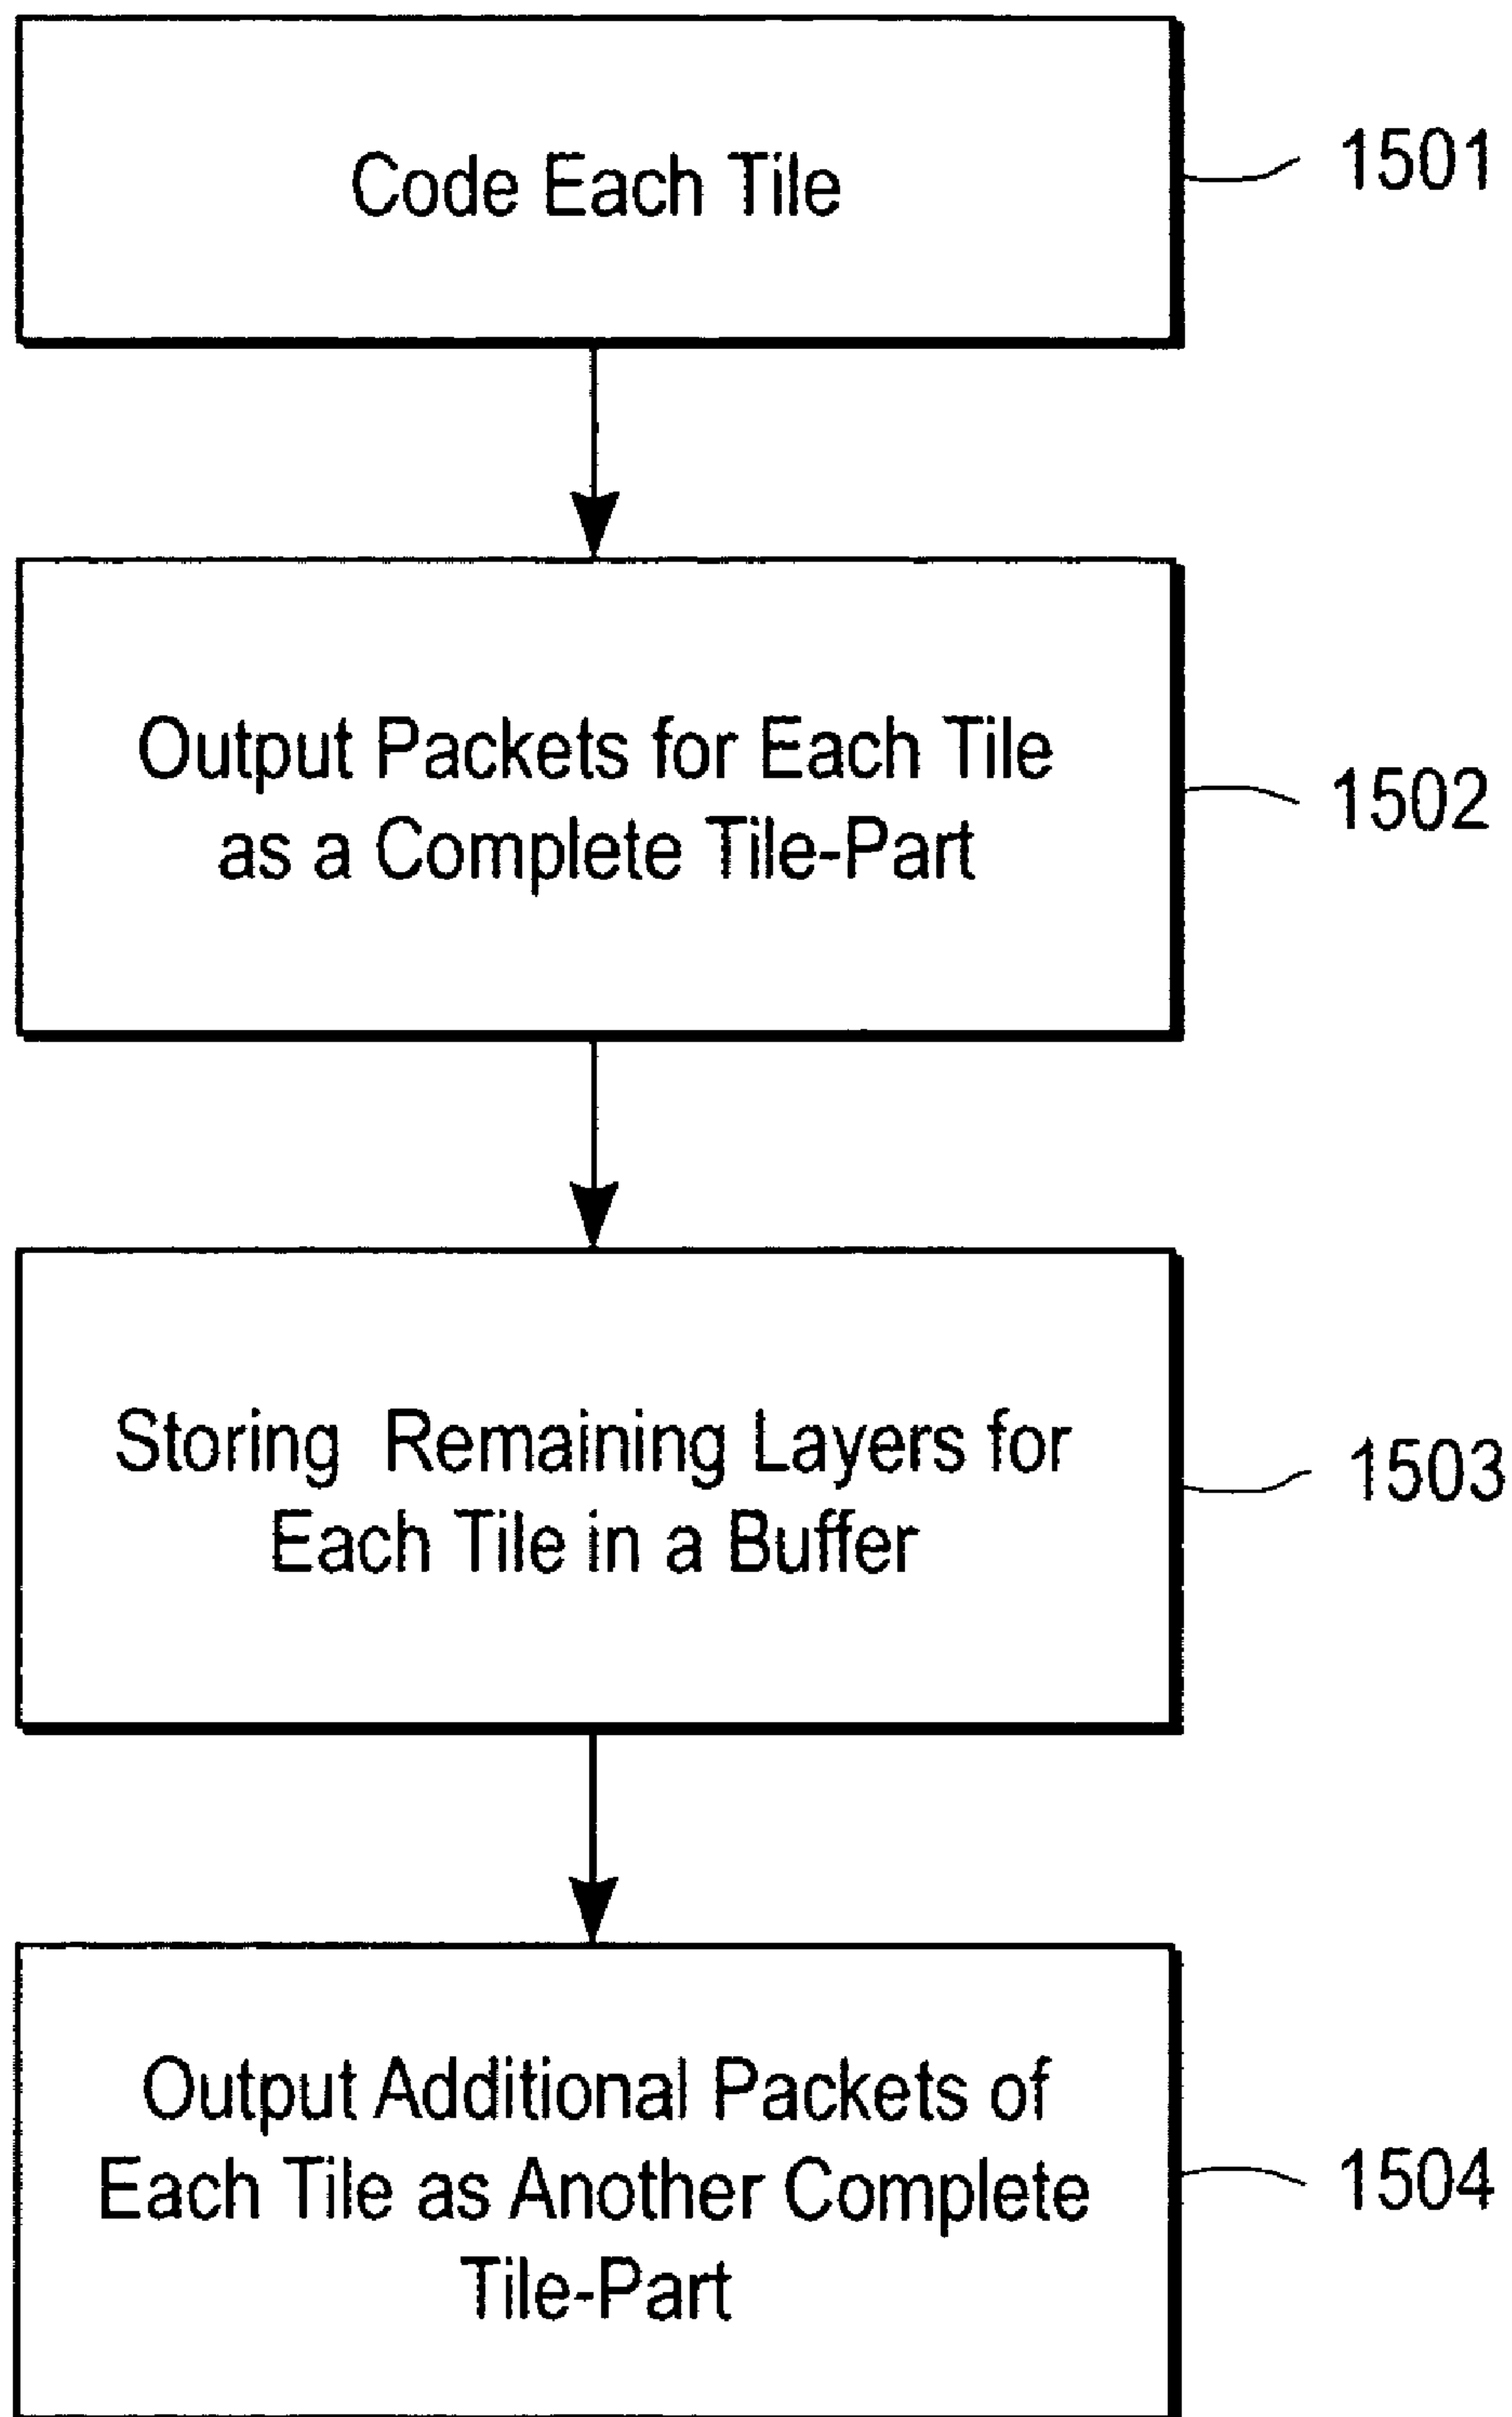 Code Each Tile
1501
Output Packets for Each Tile
as a Complete Tile-Part
1502
Storing Remaining Layers for
Each Tile in a Buffer
1503
Output Additional Packets of
Each Tile as Another Complete
Tile-Part
1504